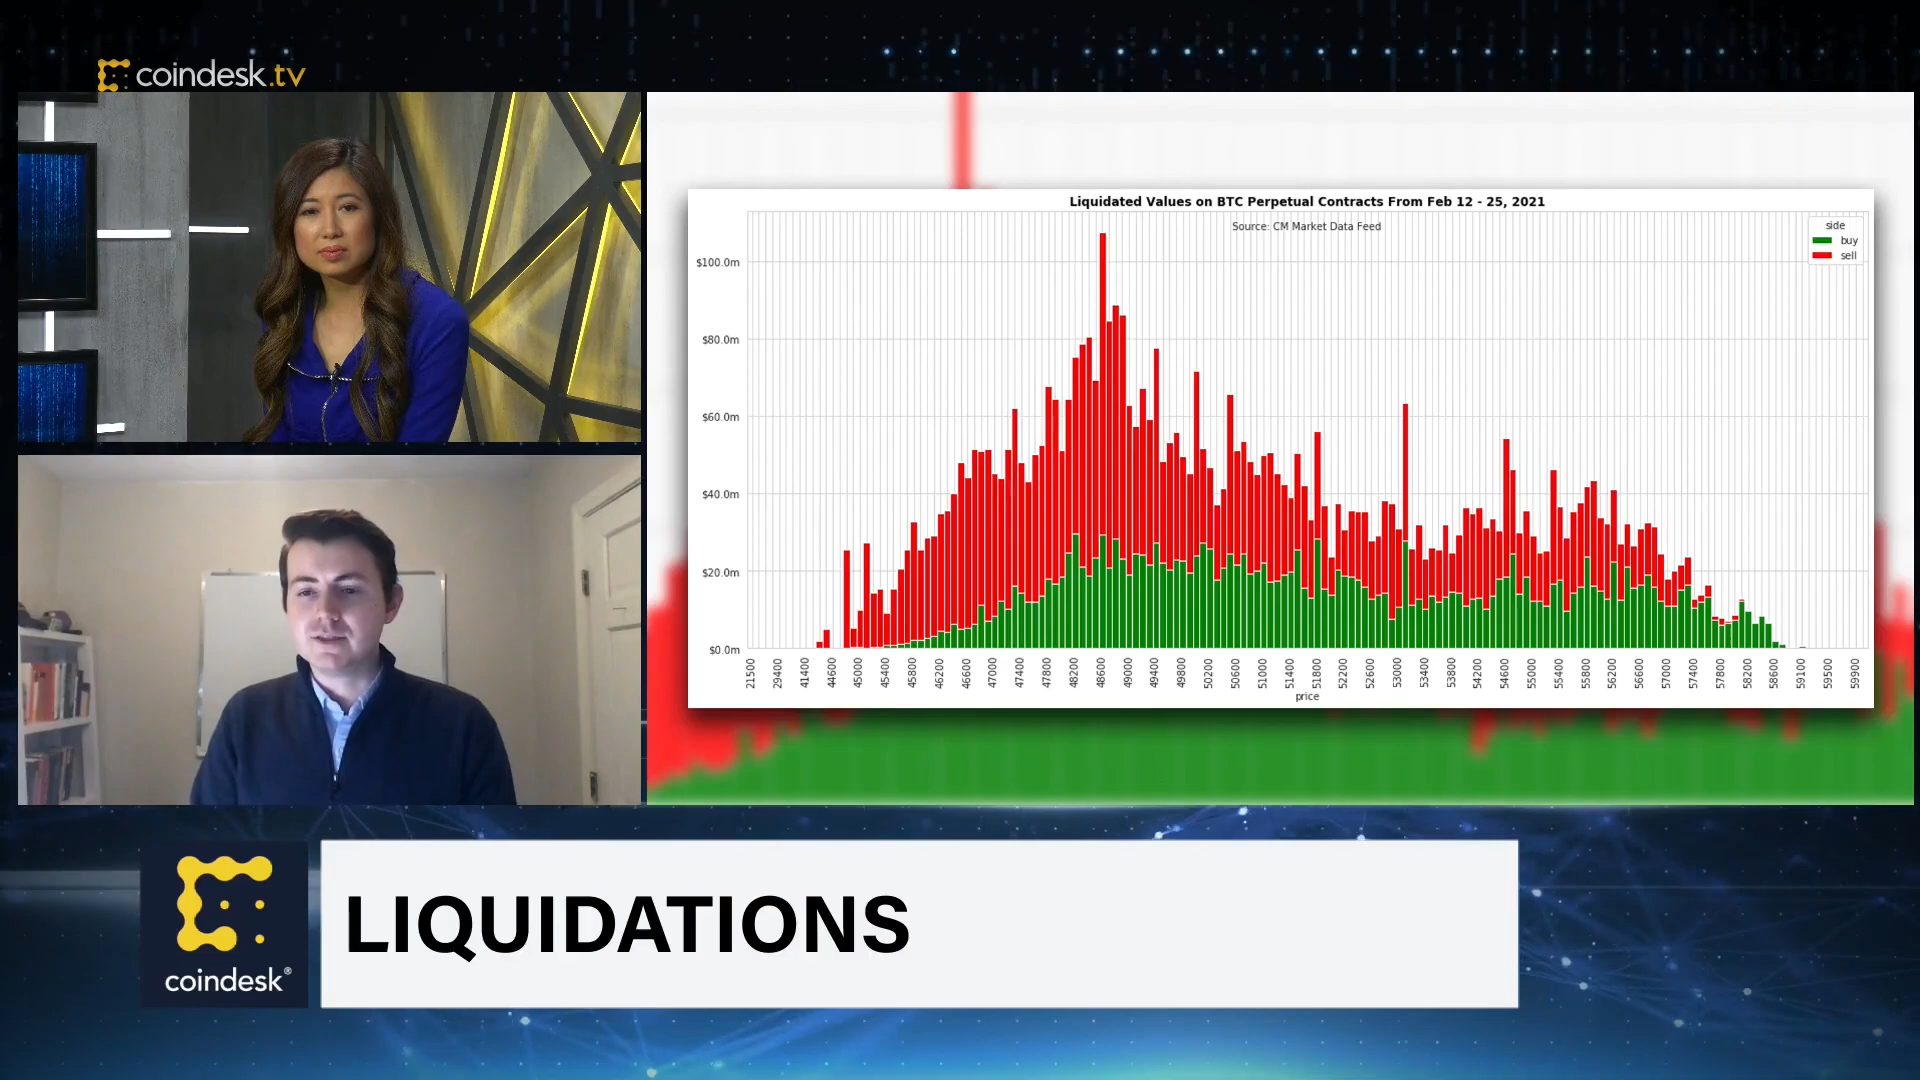 coindesk.tv
Liquidated Values on BTC Perpetual Contracts From Feb 12 - 25, 2021
Source: CM Market Data Feed
side
buy
sell
$100.0m
$80.0m
$60.0m
$40.0m
$20.0m
$0.0m
21500 29400 41400 44600 45000 45400 45800 46200 46600 47000 47400 47800 48200 48600 49000 49400 49800 50200 50600 51000 51400 51800 52200 52600 53000 53400 53800 54200 54600 55000 55400 55800 56200 56600 57000 57400 57800 58200 58600 59100 59500 59900
price
LIQUIDATIONS
coindesk®